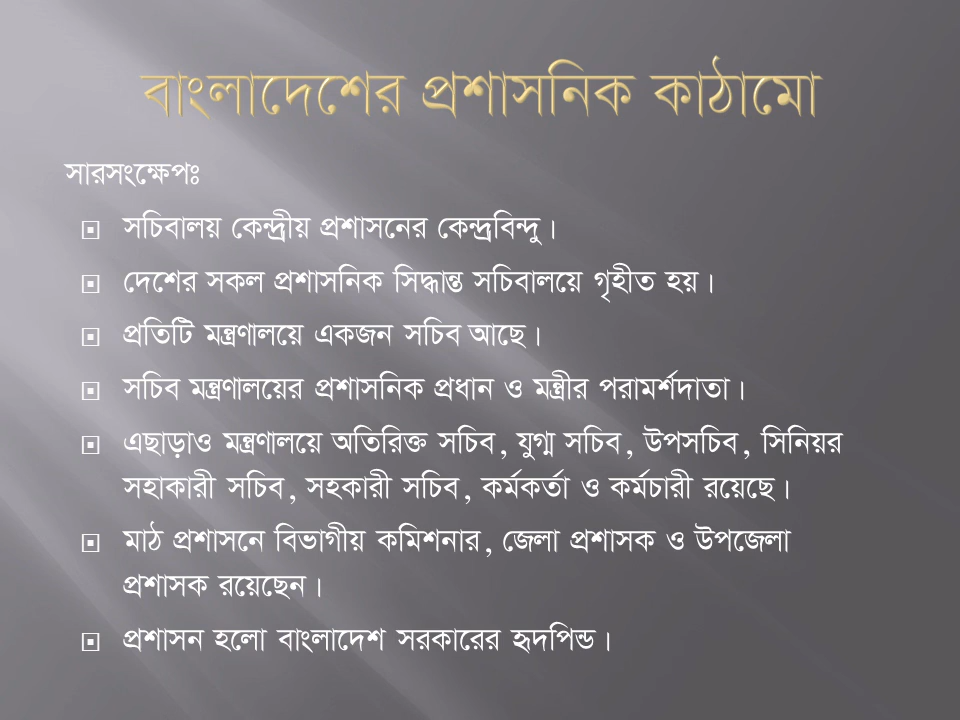 বাংলাদেশের প্রশাসনিক কাঠামো
সারসংক্ষেপঃ
সচিবালয় কেন্দ্রীয় প্রশাসনের কেন্দ্রবিন্দু।
দেশের সকল প্রশাসনিক সিদ্ধান্ত সচিবালয়ে গৃহীত হয়।
প্রতিটি মন্ত্রণালয়ে একজন সচিব আছে।
সচিব মন্ত্রণালয়ের প্রশাসনিক প্রধান ও মন্ত্রীর পরামর্শদাতা।
এছাড়াও মন্ত্রণালয়ে অতিরিক্ত সচিব, যুগ্ম সচিব, উপসচিব, সিনিয়র
সহাকারী সচিব, সহকারী সচিব, কর্মকর্তা ও কর্মচারী রয়েছে।
মাঠ প্রশাসনে বিভাগীয় কমিশনার, জেলা প্রশাসক ও উপজেলা
প্রশাসক রয়েছেন।
প্রশাসন হলো বাংলাদেশ সরকারের হৃদপিন্ড।